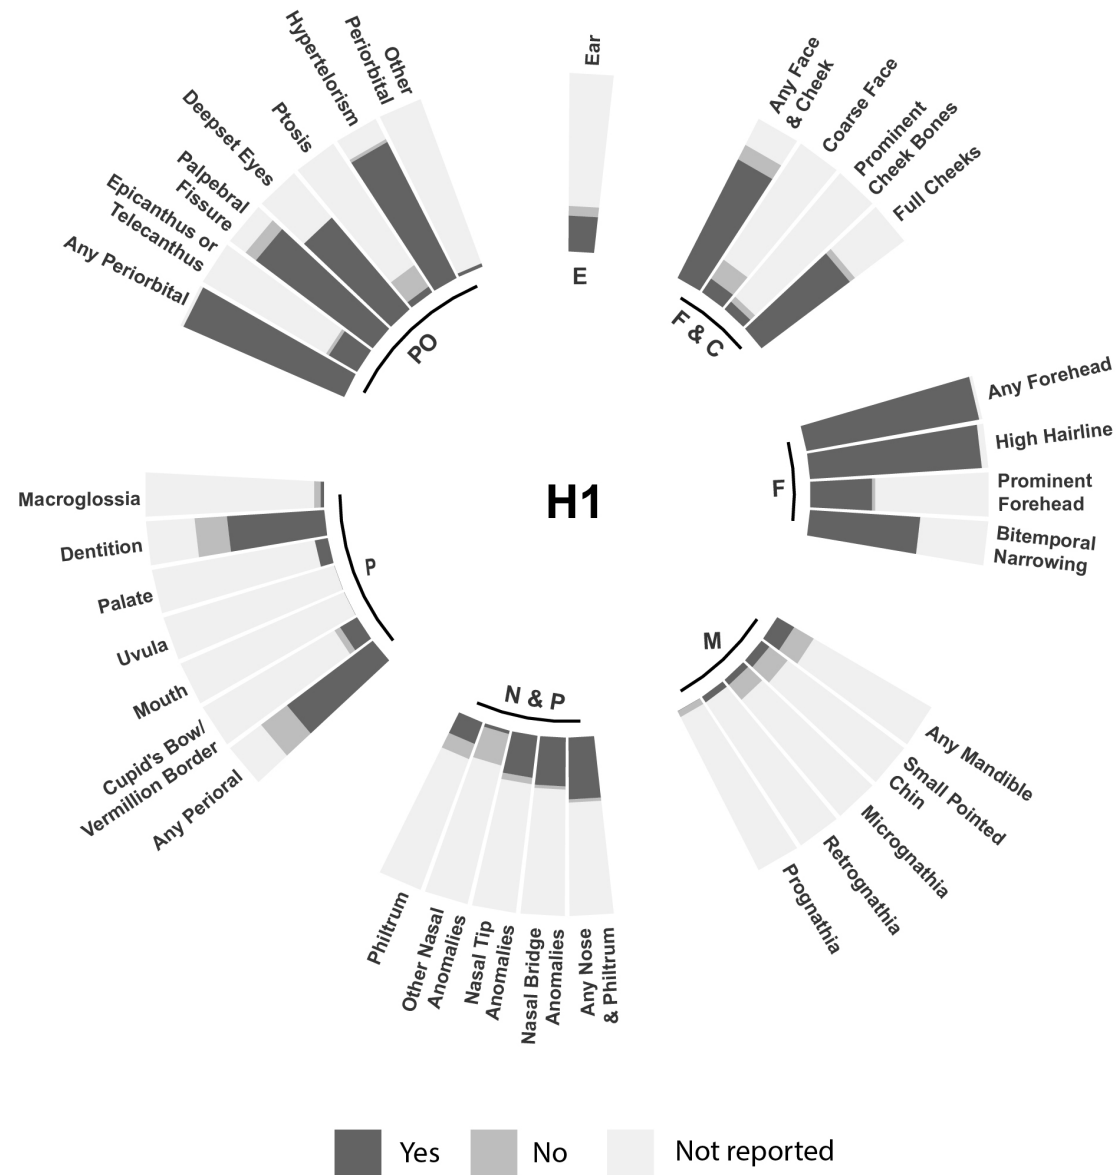 Ear
E
Any Face
& Cheek
Coarse Face
Prominent
Cheek Bones
Full Cheeks
F & C
Any Forehead
High Hairline
Prominent
Forehead
Bitemporal
Narrowing
F
Any Mandible
Small Pointed
Chin
Micrognathia
Retrognathia
Prognathia
M
Any Nose
& Philtrum
Nasal Bridge
Anomalies
Nasal Tip
Anomalies
Other Nasal
Anomalies
Philtrum
N & P
Any Perioral
Cupid's Bow/
Vermillion Border
Mouth
Uvula
Palate
Dentition
Macroglossia
P
Any Periorbital
Epicanthus or
Telecanthus
Palpebral
Fissure
Deepset Eyes
Ptosis
Hypertelorism
Other
Periorbital
PO
H1
Yes
No
Not reported